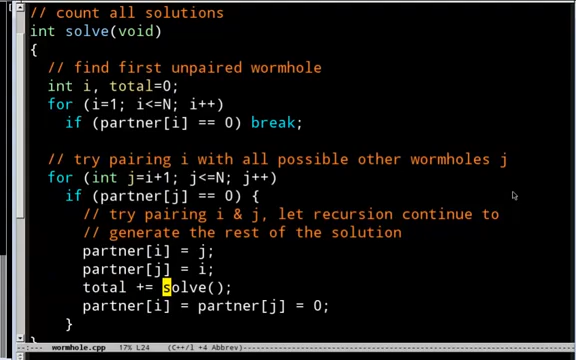 // count all solutions
int solve(void)
{
// find first unpaired wormhole
int i, total=0;
for (i=1; i<=N; i++)
if (partner[i] == 0) break;
// try pairing i with all possible other wormholes j
for (int j=i+1; j<=N; j++)
if (partner[j] == 0) {
// try pairing i & j, let recursion continue to
// generate the rest of the solution
partner[i] = j;
partner[j] = i;
total += solve();
partner[i] = partner[j] = 0;
}
}
-:--- wormhole.cpp 17% L24 (C++/l +4 Abbrev)